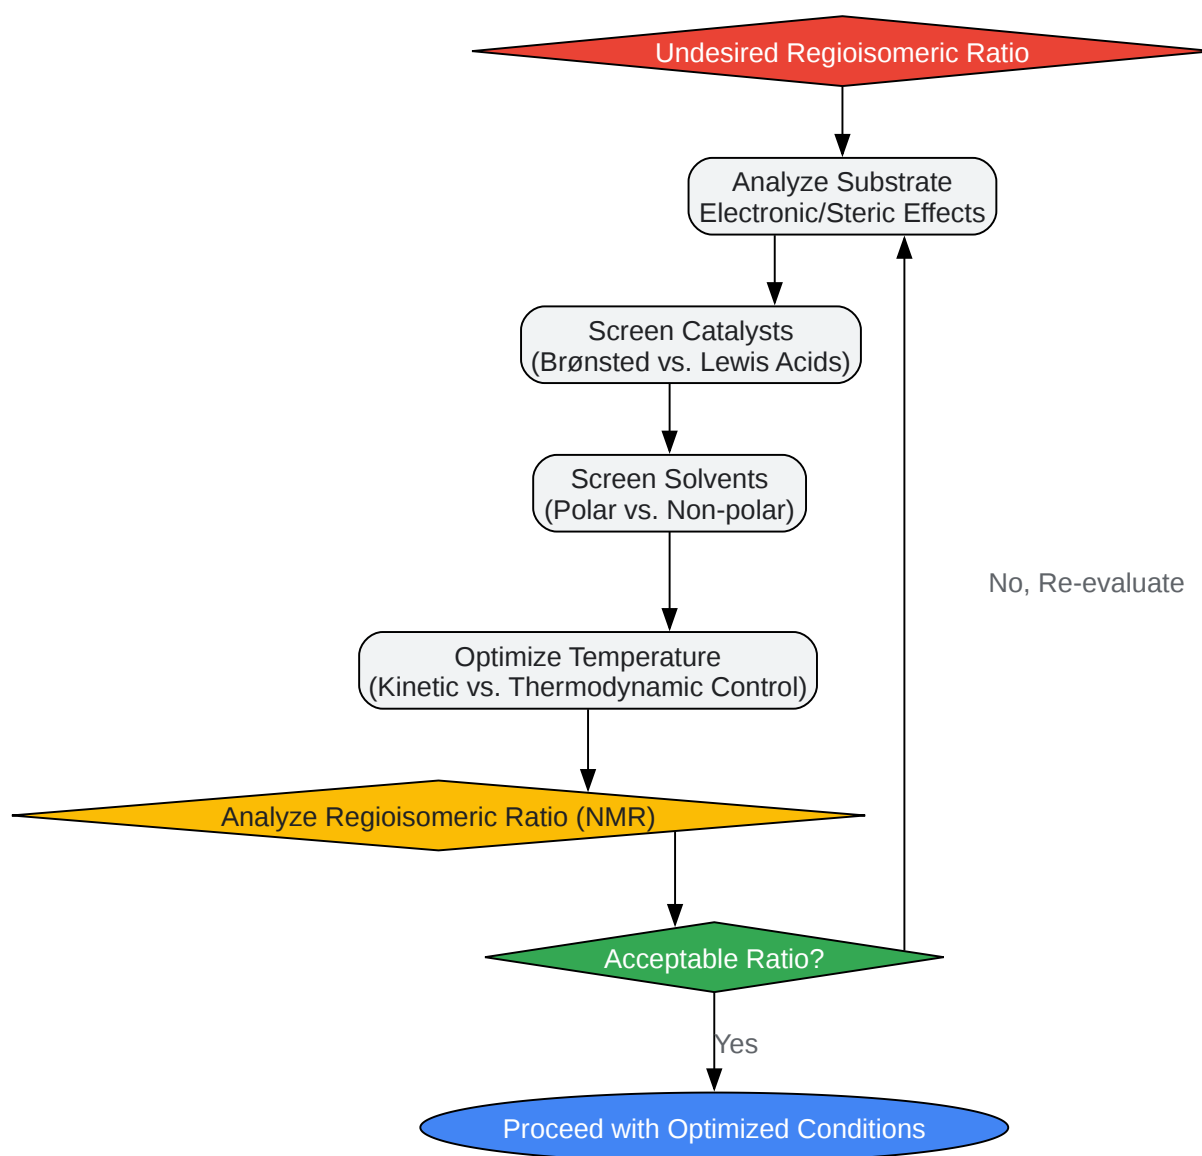 Undesired Regioisomeric Ratio
Analyze Substrate
Electronic/Steric Effects
Screen Catalysts
(Brønsted vs. Lewis Acids)
Screen Solvents
(Polar vs. Non-polar)
No, Re-evaluate
Optimize Temperature
(Kinetic vs. Thermodynamic Control)
Analyze Regioisomeric Ratio (NMR)
Acceptable Ratio?
Yes
Proceed with Optimized Conditions